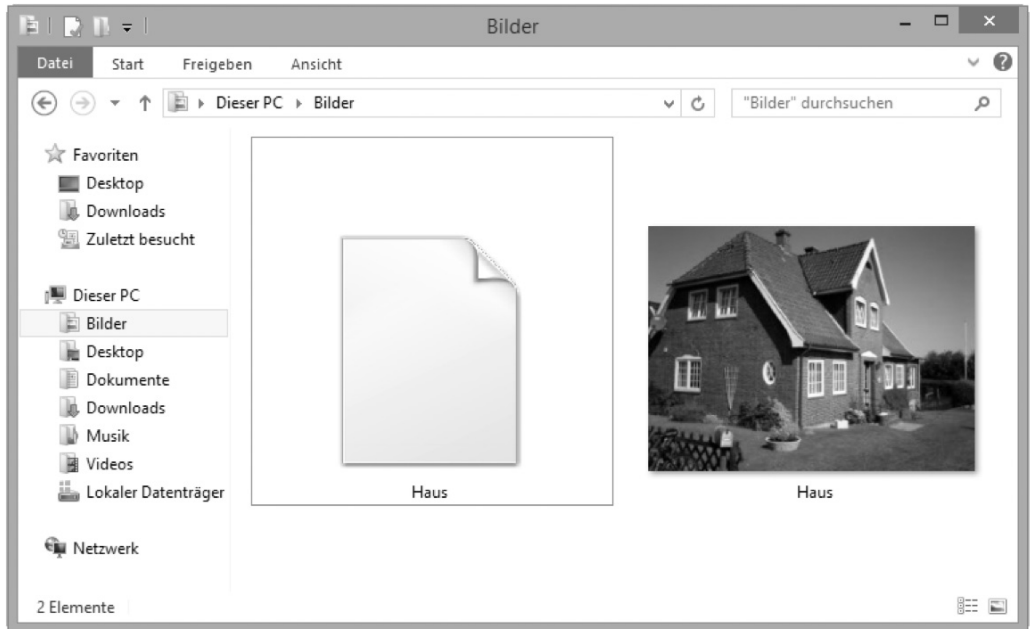 Bilder
Datei Start Freigeben Ansicht
Dieser PC Bilder "Bilder" durchsuchen
Favoriten
Desktop
Downloads
Zuletzt besucht
Dieser PC
Bilder
Desktop
Dokumente
Downloads
Musik
Videos
Lokaler Datenträger
Netzwerk
Haus
Haus
2 Elemente